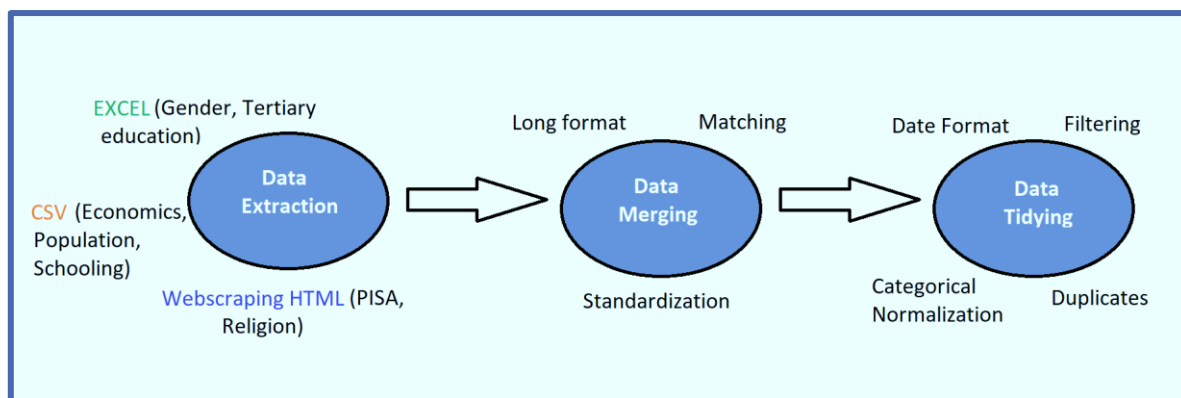 EXCEL (Gender, Tertiary
education)
Data
Extraction
CSV (Economics,
Population,
Schooling)
Webscraping HTML (PISA,
Religion)
Long format
Matching
Data
Merging
Standardization
Date Format
Filtering
Data
Tidying
Categorical
Normalization
Duplicates